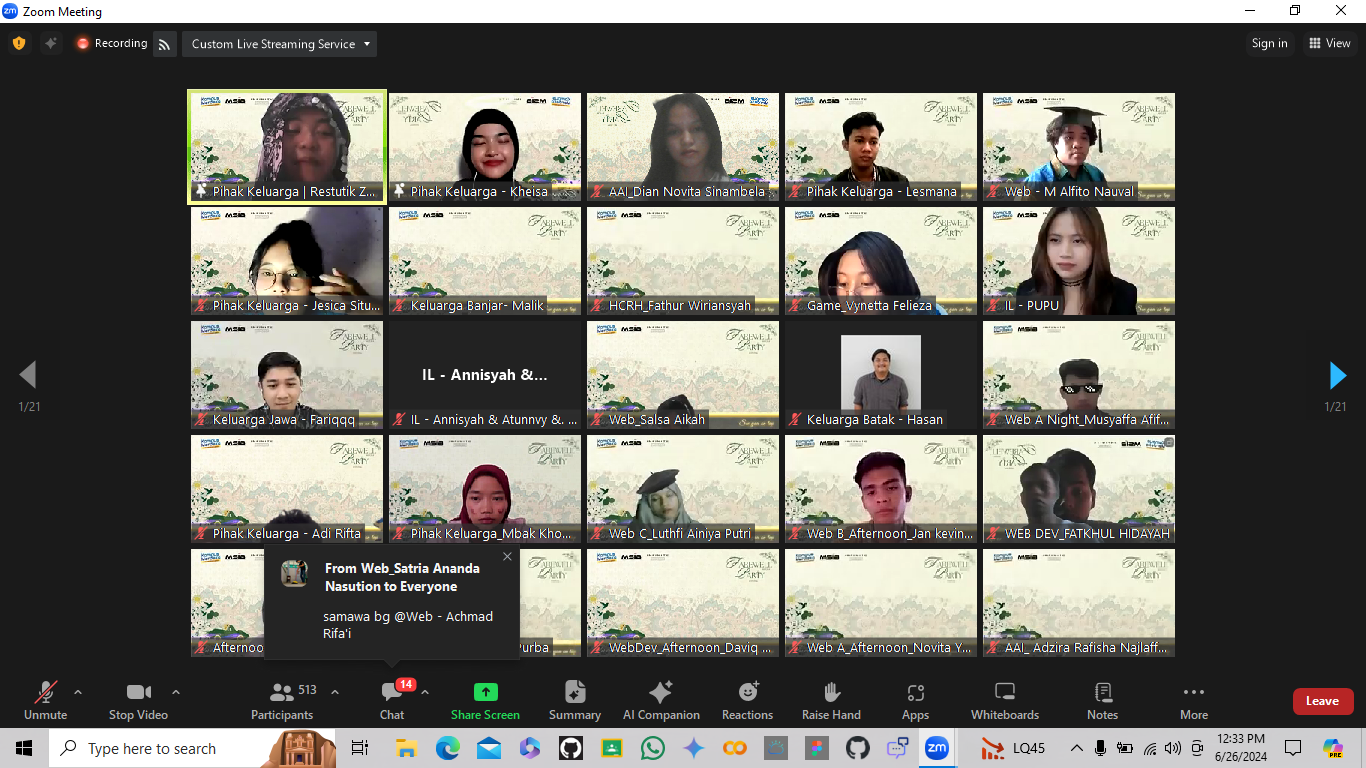 Zoom Meeting
Recording
Custom Live Streaming Service
Sign in
View
Pihak Keluarga | Restutik Z...
Pihak Keluarga - Kheisa
AAI_Dian Novita Sinambela
Pihak Keluarga - Lesmana
Web - M Alfito Nauval
Pihak Keluarga - Jesica Situ...
Keluarga Banjar- Malik
HCRH_Fathur Wiriansyah
Game_Vynetta Felieza
IL - PUPU
1/21
1/21
Keluarga Jawa - Fariqqq
IL - Annisyah &...
IL - Annisyah & Atunnvy &. ...
Web_Salsa Aikah
Keluarga Batak - Hasan
Web A Night_Musyaffa Afif...
Pihak Keluarga - Adi Rifta
Pihak Keluarga_Mbak Kho...
Web C_Luthfi Ainiya Putri
Web B_Afternoon_Jan kevin...
WEB DEV_FATKHUL HIDAYAH
FAREWELL
PARTY
MSIB
Afternoo
Purba
WebDev_Afternoon_Daviq ...
Web A_Afternoon_Novita Y...
AAI_ Adzira Rafisha Najlaff...
From Web_Satria Ananda
Nasution to Everyone
samawa bg @Web - Achmad
Rifa'i
Unmute
Stop Video
513
Participants
14
Chat
Share Screen
Summary
AI Companion
Reactions
Raise Hand
Apps
Whiteboards
Notes
More
Leave
Type here to search
zm
LQ45
12:33 PM
6/26/2024
PRE